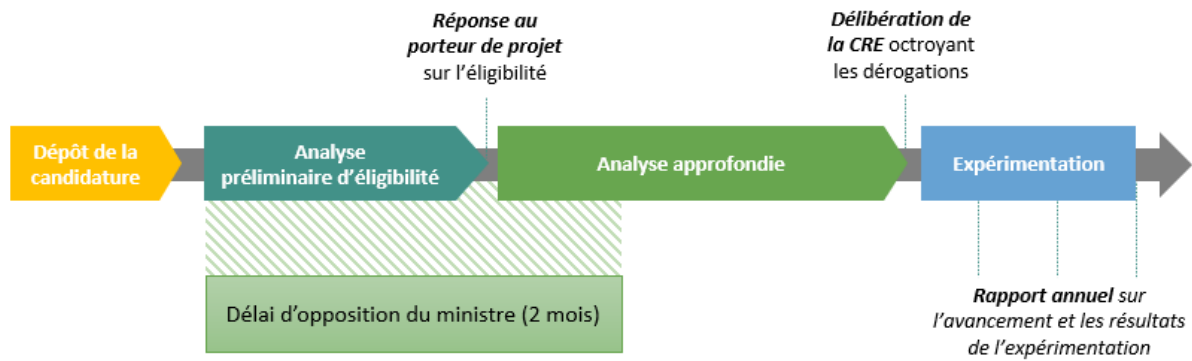 Réponse au
porteur de projet
sur l’éligibilité
Délibération de
la CRE octroyant
les dérogations
Dépôt de la
candidature
Analyse
préliminaire d’éligibilité
Analyse approfondie
Expérimentation
Délai d’opposition du ministre (2 mois)
Rapport annuel sur
l’avancement et les résultats
de l’expérimentation